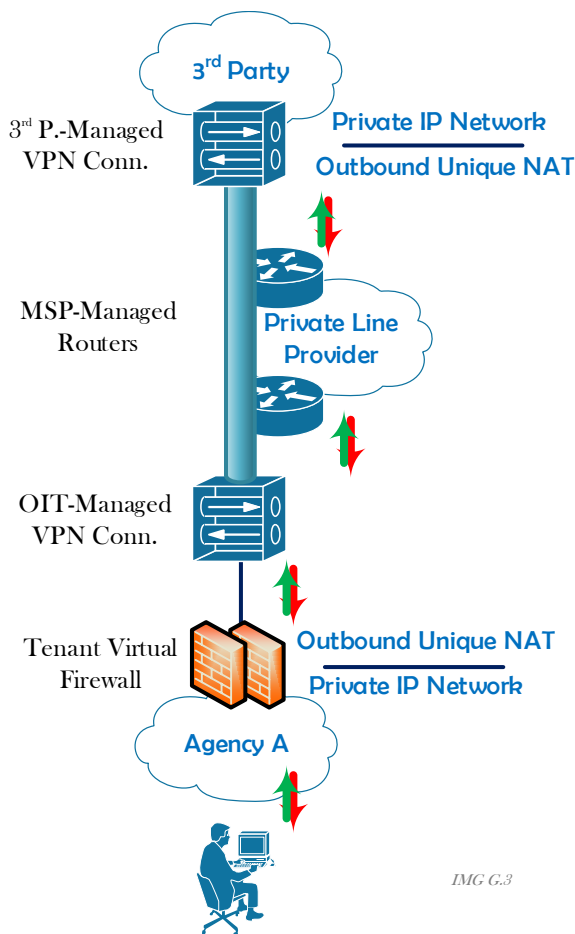 3rd Party
3rd P.-Managed
VPN Conn.
Private IP Network
Outbound Unique NAT
MSP-Managed
Routers
Private Line
Provider
OIT-Managed
VPN Conn.
Tenant Virtual
Firewall
Outbound Unique NAT
Private IP Network
Agency A
IMG G.3